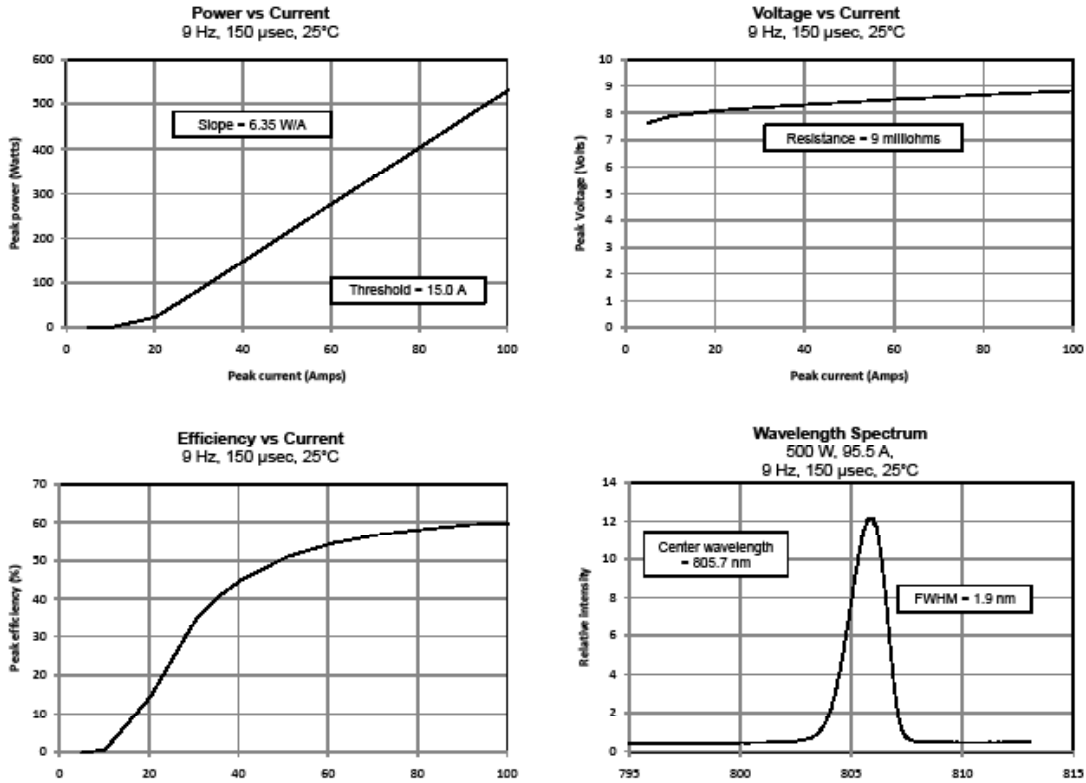 Power vs Current
9 Hz, 150 µsec, 25°C
600
500
400
300
200
100
0
0 20 40 60 80 100
Peak power (Watts)
Peak current (Amps)
Slope = 6.35 W/A
Threshold = 15.0 A
Voltage vs Current
9 Hz, 150 µsec, 25°C
10
9
8
7
6
5
4
3
2
1
0
0 20 40 60 80 100
Peak Voltage (Volts)
Peak current (Amps)
Resistance = 9 milliohms
Efficiency vs Current
9 Hz, 150 µsec, 25°C
70
60
50
40
30
20
10
0
0 20 40 60 80 100
Peak efficiency (%)
Wavelength Spectrum
500 W, 95.5 A,
9 Hz, 150 µsec, 25°C
14
12
10
8
6
4
2
0
795 800 805 810 815
Relative Intensity
Center wavelength
= 805.7 nm
FWHM = 1.9 nm